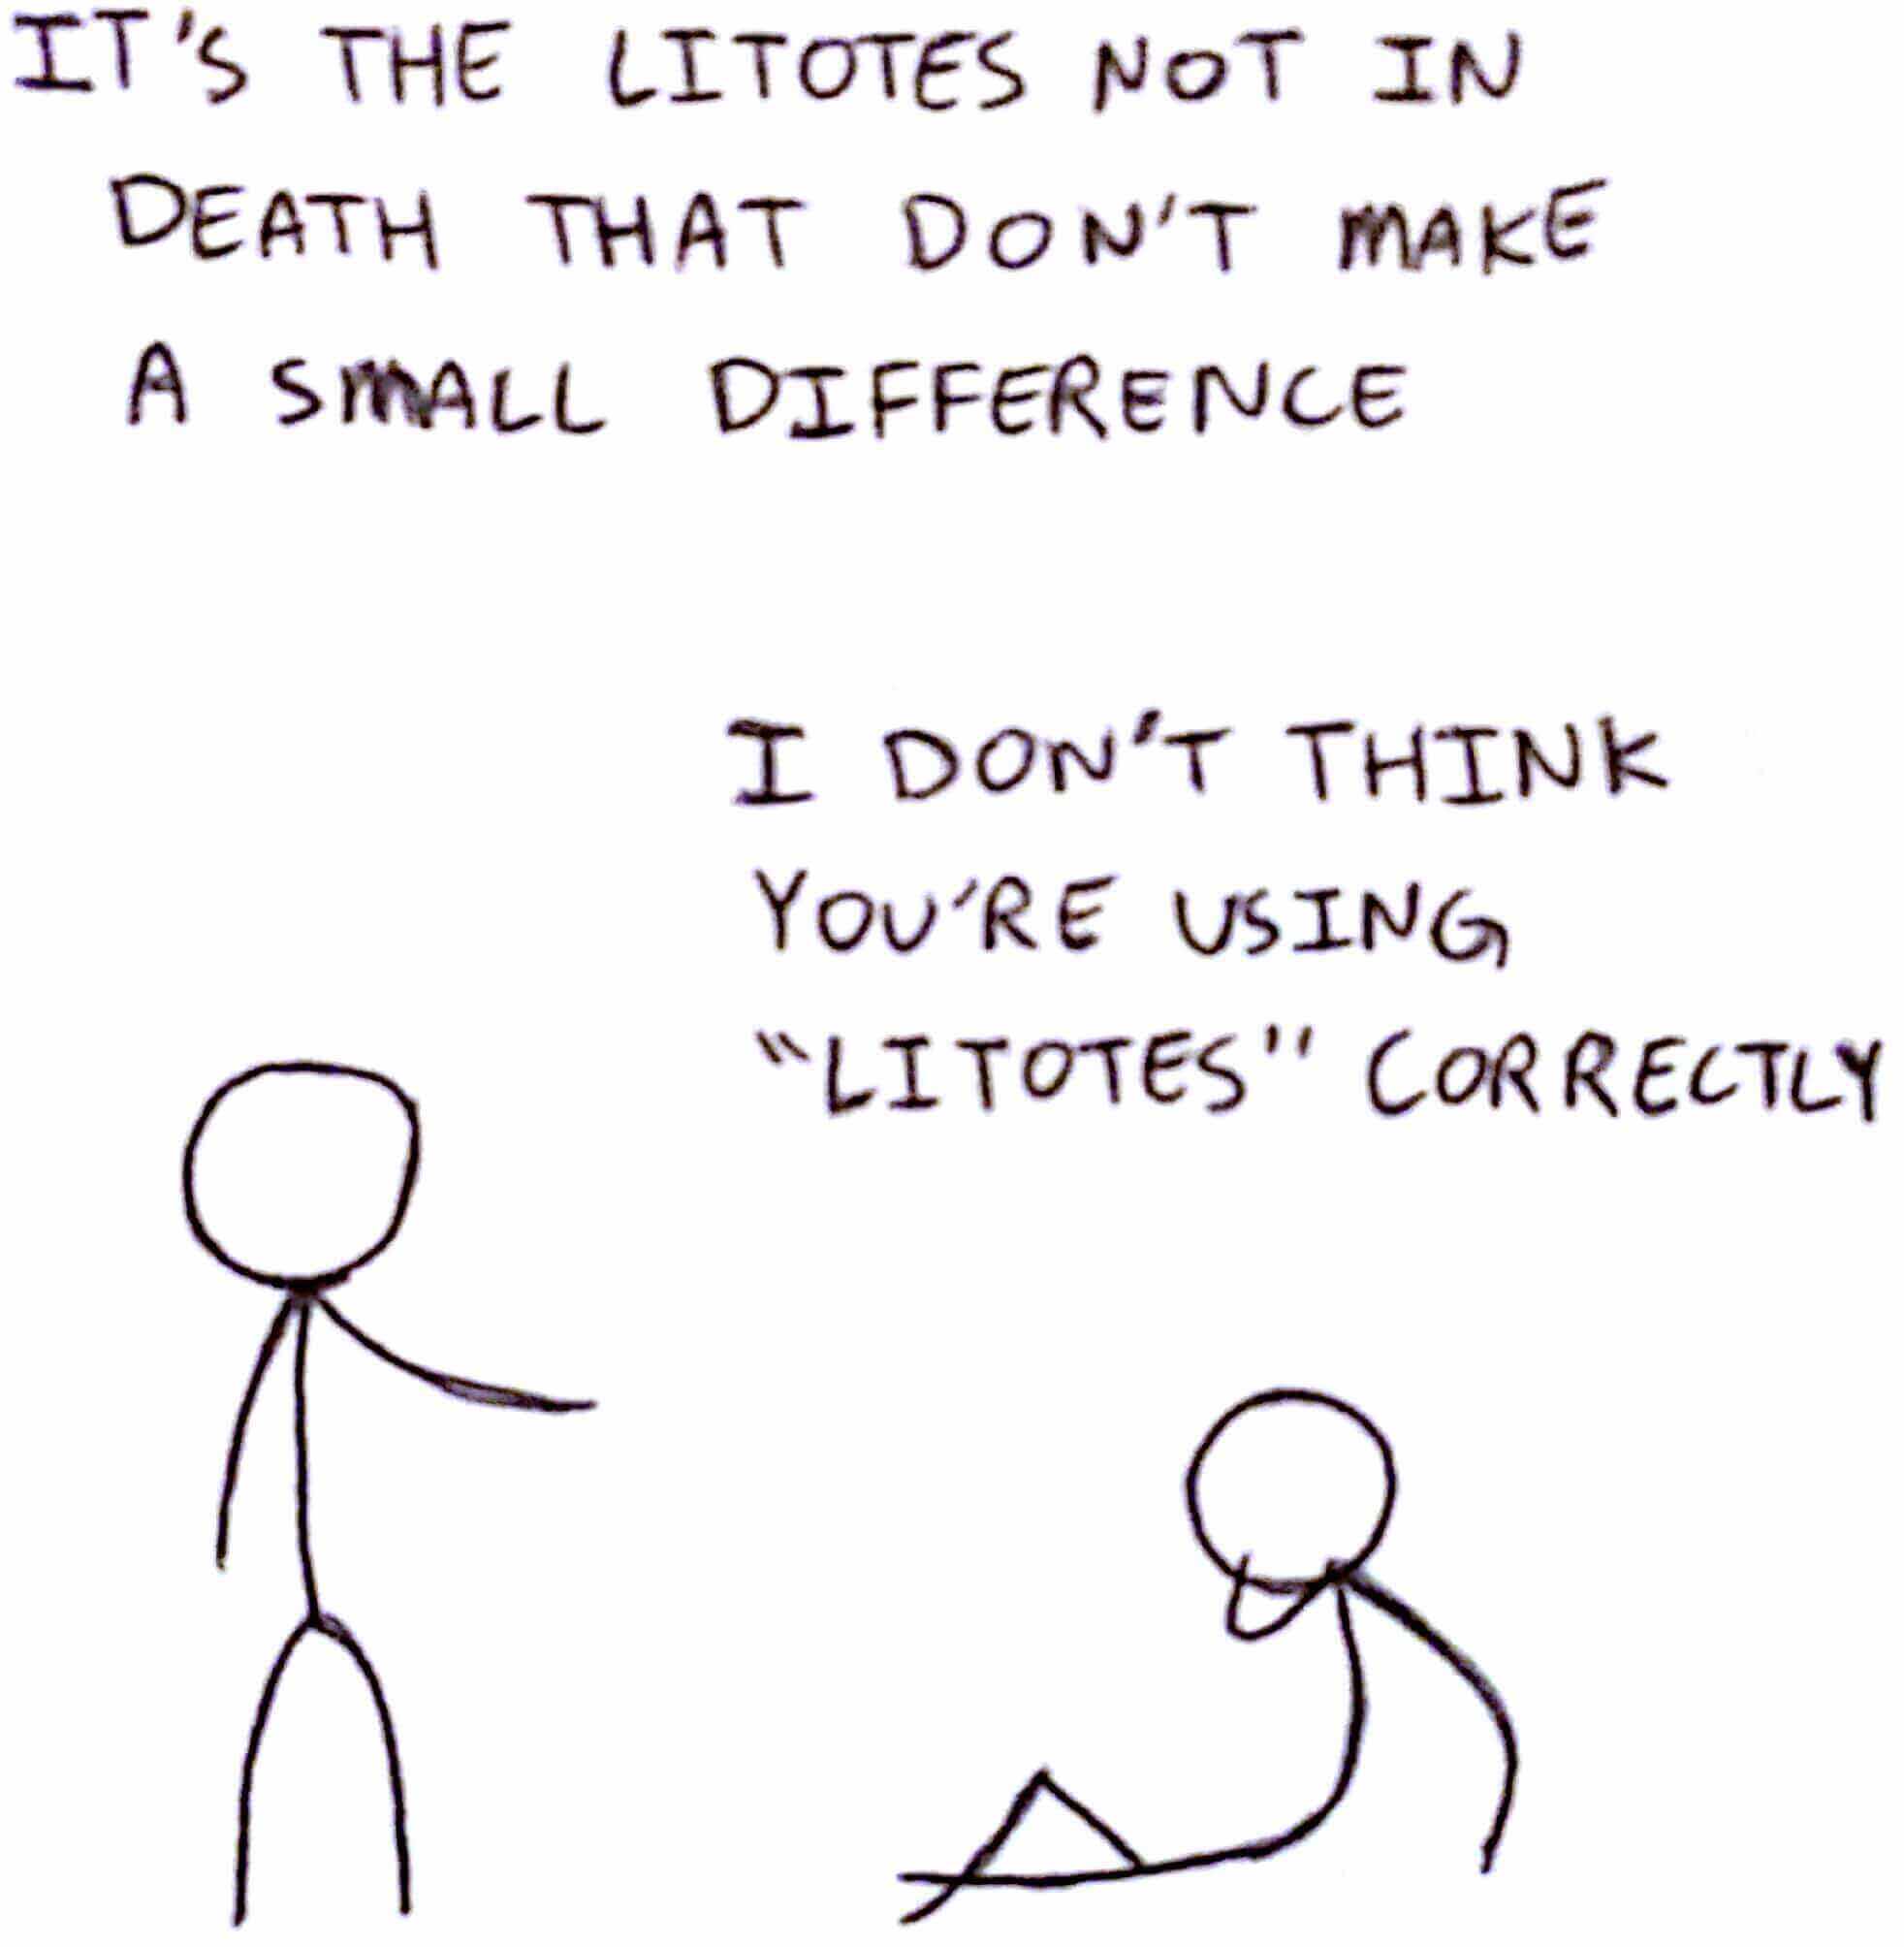 IT'S THE LITOTES NOT IN
DEATH THAT DON'T MAKE
A SMALL DIFFERENCE
I DON'T THINK
YOU'RE USING
"LITOTES" CORRECTLY